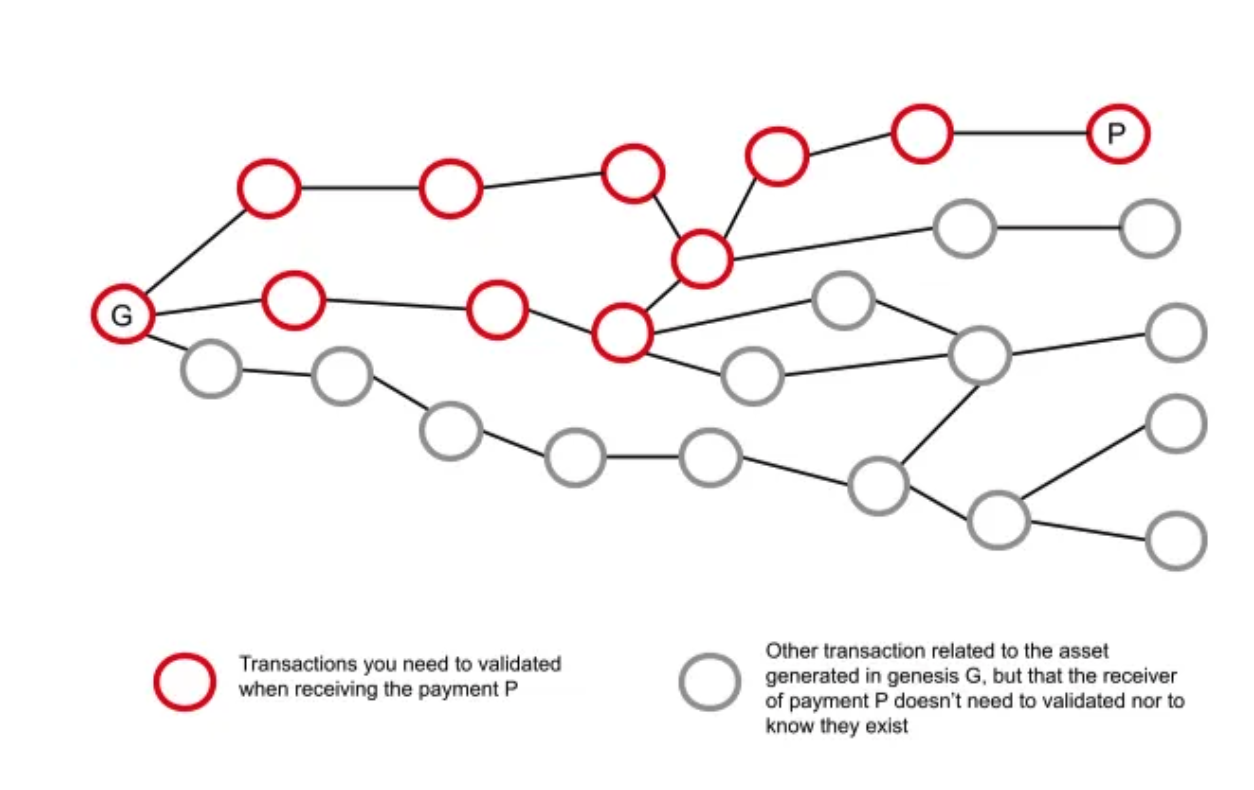 P
G
Transactions you need to validated
when receiving the payment P
Other transaction related to the asset
generated in genesis G, but that the receiver
of payment P doesn't need to validated nor to
know they exist